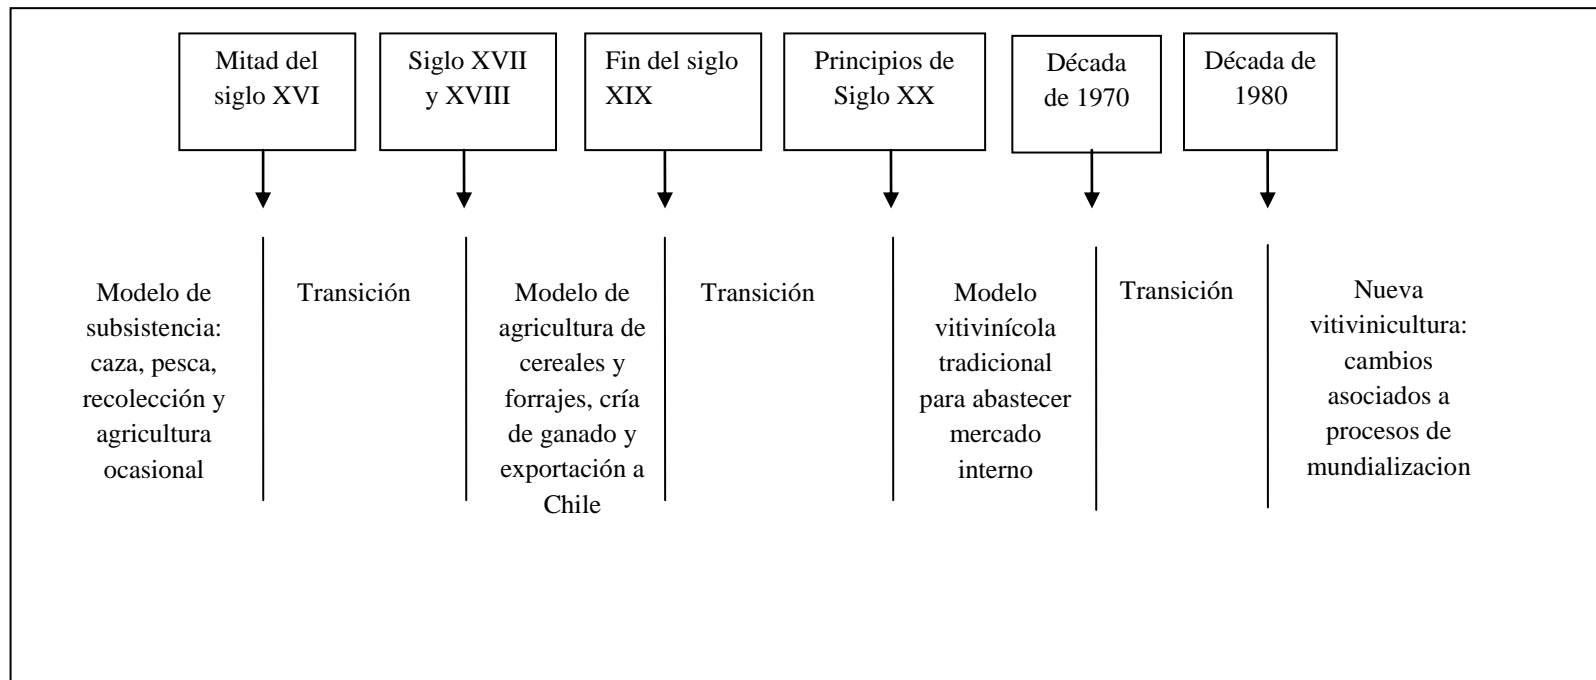 Mitad del
siglo XVI
Siglo XVII
y XVIII
Fin del siglo
XIX
Principios de
Siglo XX
Década
de 1970
Década de
1980
Modelo de
subsistencia:
caza, pesca,
recolección y
agricultura
ocasional
Transición
Modelo de
agricultura de
cereales y
forrajes, cría
de ganado y
exportación a
Chile
Transición
Modelo
vitivinícola
tradicional
para abastecer
mercado
interno
Transición
Nueva
vitivinicultura:
cambios
asociados a
procesos de
mundializacion